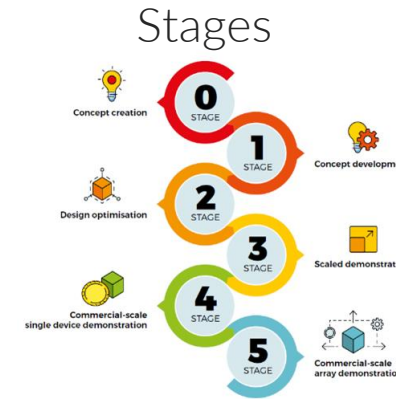 Stages
0
STAGE
Concept creation
1
STAGE
Concept developm
2
STAGE
Design optimisation
3
STAGE
Scaled demonstrat
4
STAGE
Commercial-scale
single device demonstration
5
STAGE
Commercial-scale
array demonstratio